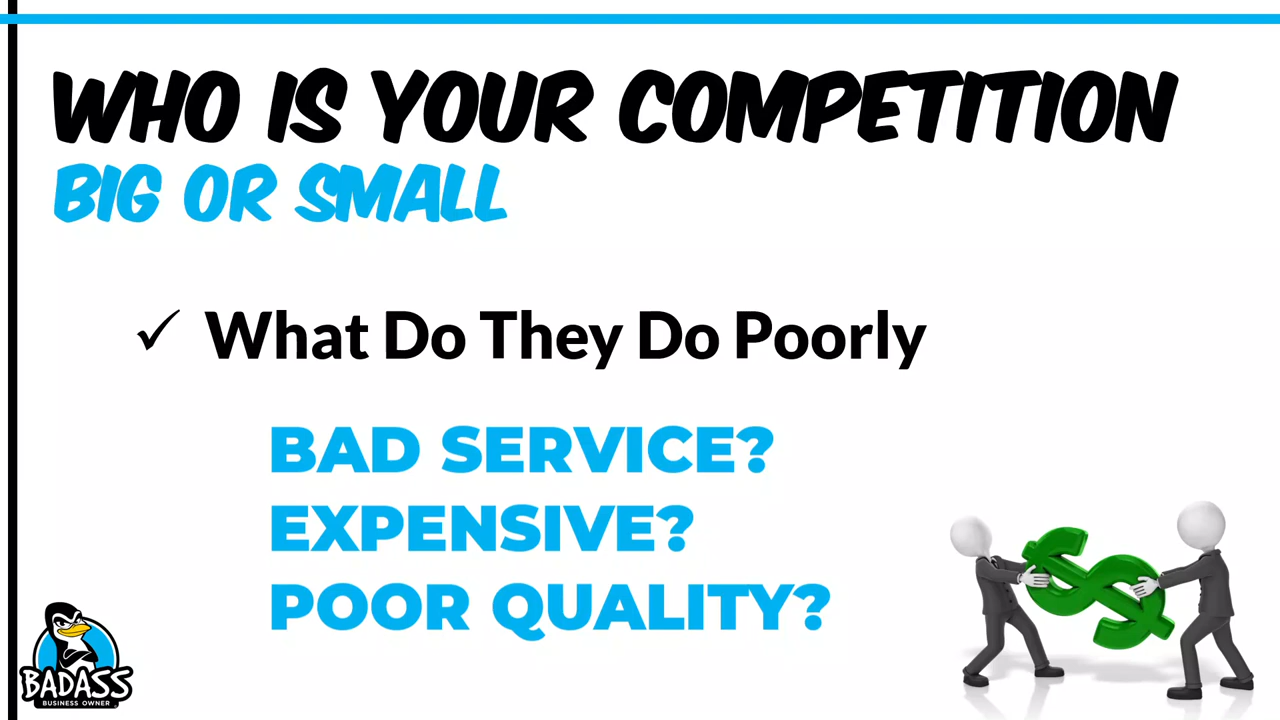 WHO IS YOUR COMPETITION
BIG OR SMALL
✓ What Do They Do Poorly
BAD SERVICE?
EXPENSIVE?
POOR QUALITY?
BADASS
BUSINESS OWNER